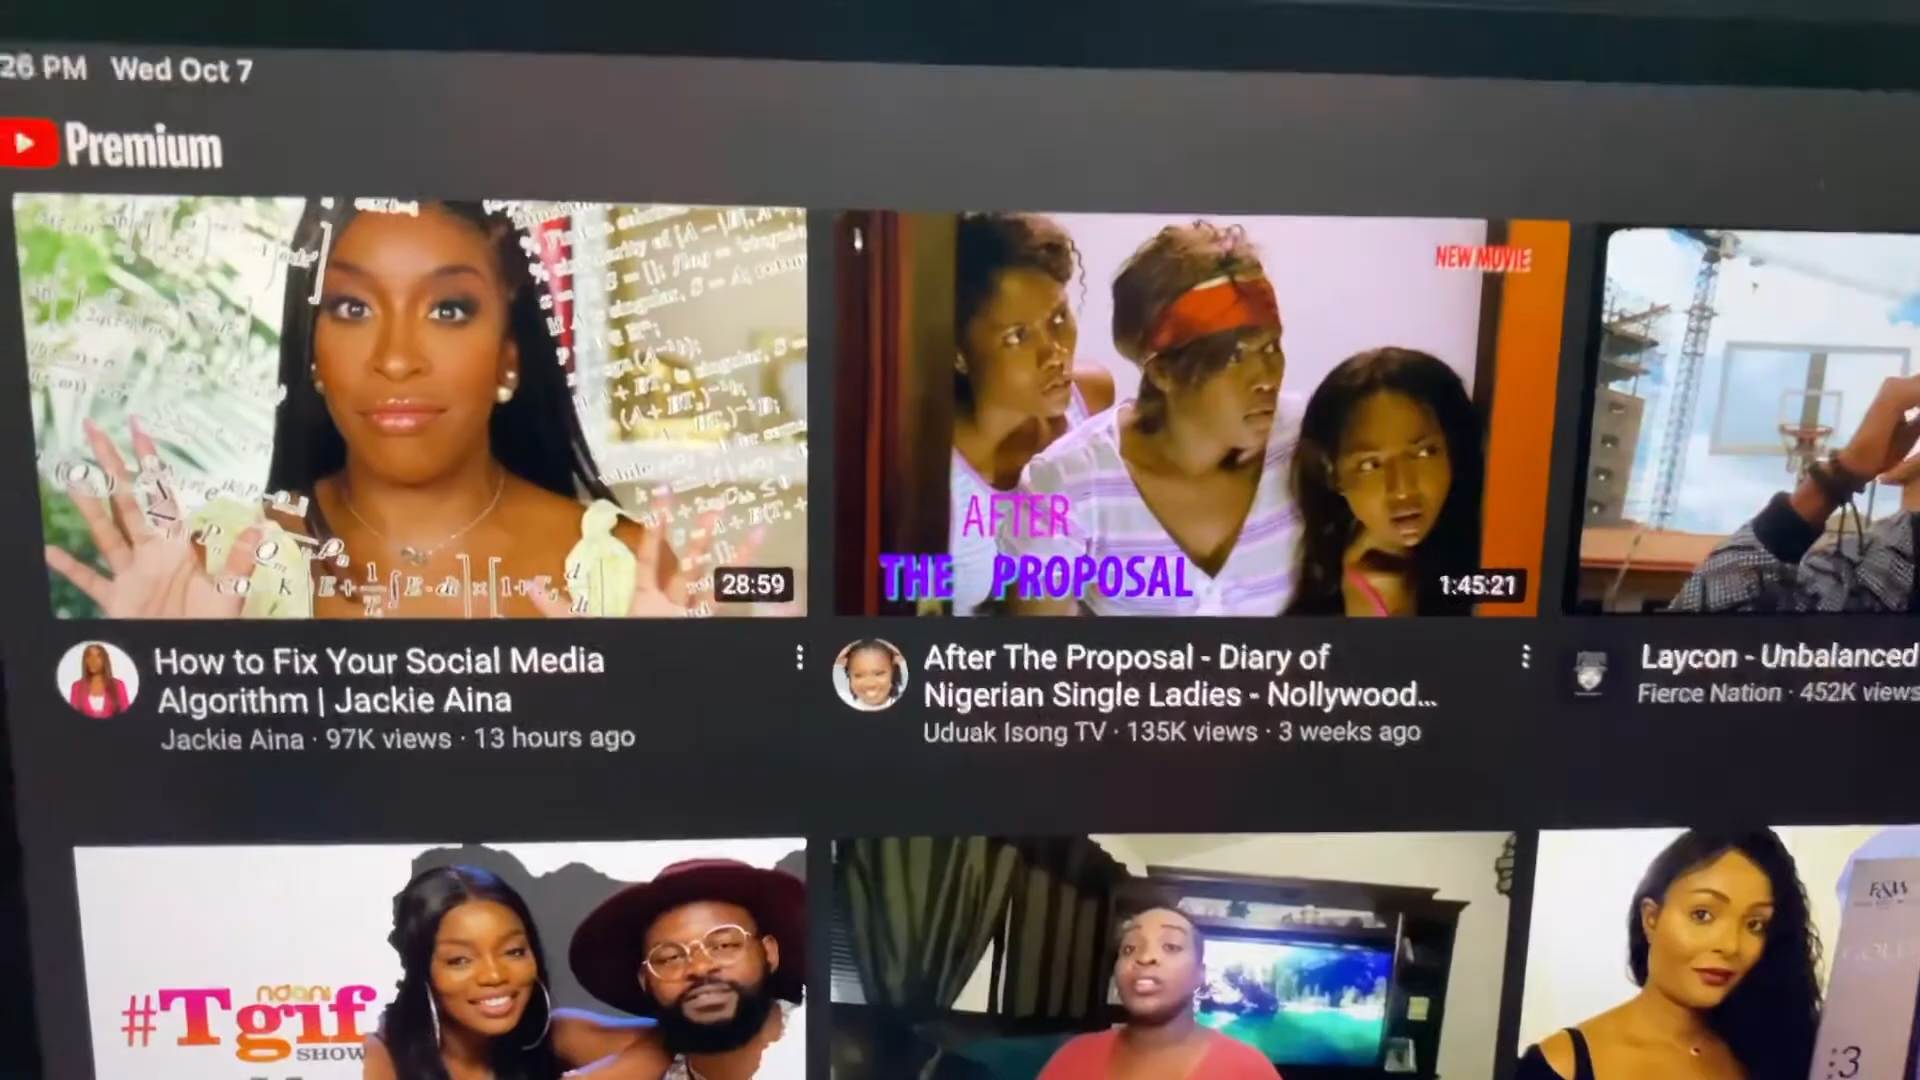 26 PM Wed Oct 7
Premium
28:59
NEW MOVIE
AFTER
THE PROPOSAL
1:45:21
How to Fix Your Social Media
Algorithm | Jackie Aina
Jackie Aina · 97K views · 13 hours ago
After The Proposal - Diary of
Nigerian Single Ladies - Nollywood...
Uduak Isong TV · 135K views · 3 weeks ago
Laycon - Unbalanced
Fierce Nation · 452K views
ndani
#Tgif
SHOW